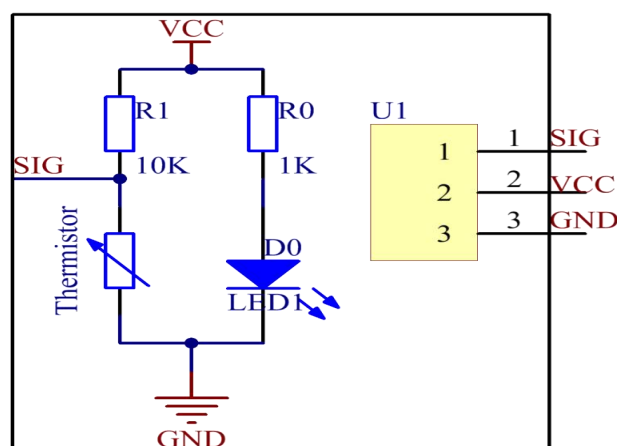 VCC
R1
R0
U1
10K
1K
SIG
Thermistor
D0
LED1
GND
1
2
3
1
2
3
SIG
VCC
GND